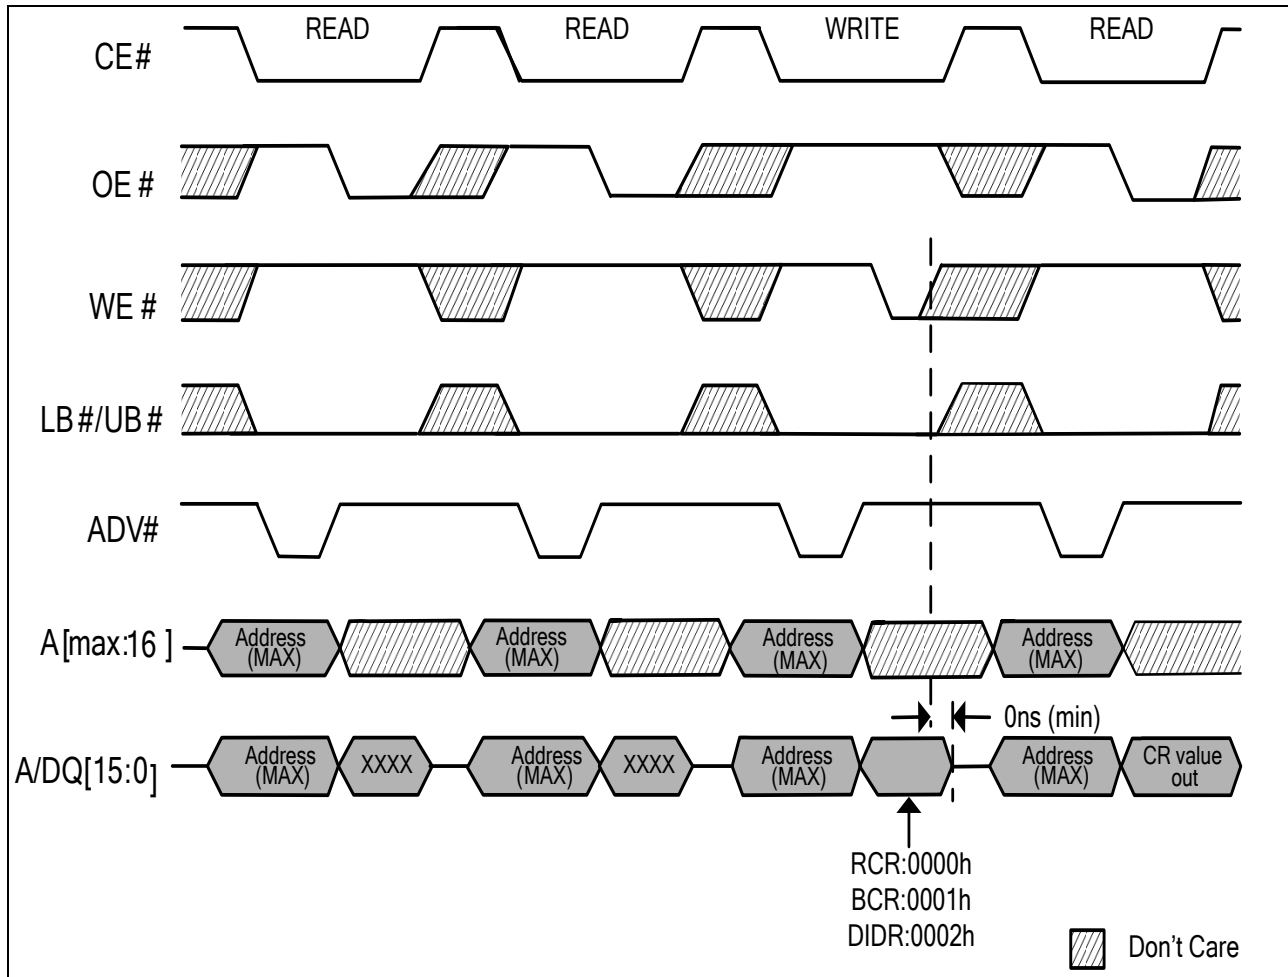 READ READ WRITE READ
CE#
OE #
WE #
LB #/UB #
ADV#
A [max:16 ]
Address
(MAX)
Address
(MAX)
Address
(MAX)
Address
(MAX)
0ns (min)
A/DQ[15:0]
Address
(MAX)
XXXX
Address
(MAX)
XXXX
Address
(MAX)
Address
(MAX)
CR value
out
RCR:0000h
BCR:0001h
DIDR:0002h
Don't Care